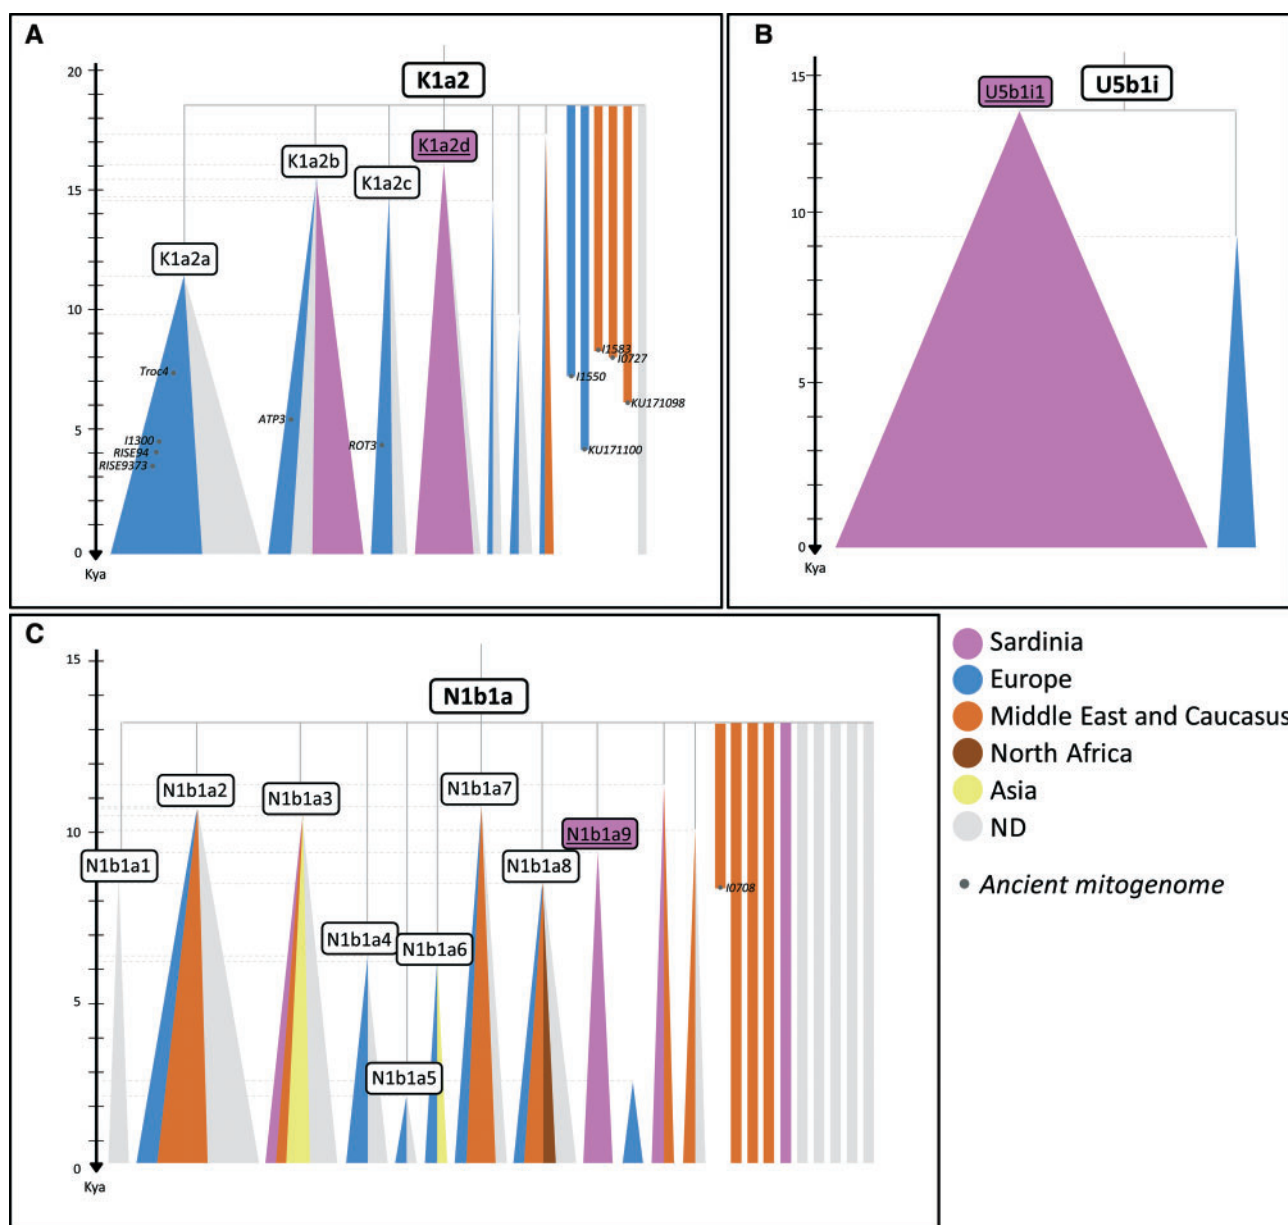 A
20
15
10
5
0
Kya
K1a2
K1a2a
K1a2b
K1a2c
K1a2d
Troc4
I1300
RISE94
RISE9373
ATP3
ROT3
I1583
I0727
I1550
KU171098
KU171100
B
15
10
5
0
Kya
U5b1i1
U5b1i
C
15
10
5
0
Kya
N1b1a
N1b1a1
N1b1a2
N1b1a3
N1b1a4
N1b1a5
N1b1a6
N1b1a7
N1b1a8
N1b1a9
I0708
Sardinia
Europe
Middle East and Caucasus
North Africa
Asia
ND
Ancient mitogenome